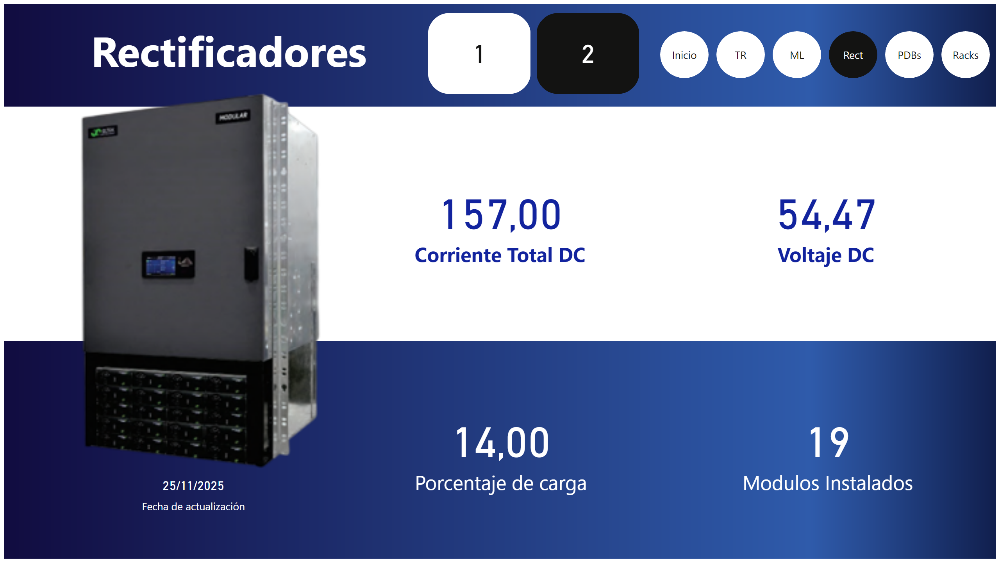 Rectificadores
1
2
Inicio
TR
ML
Rect
PDBs
Racks
MODULAR
157,00
Corriente Total DC
54,47
Voltaje DC
14,00
Porcentaje de carga
19
Modulos Instalados
25/11/2025
Fecha de actualización